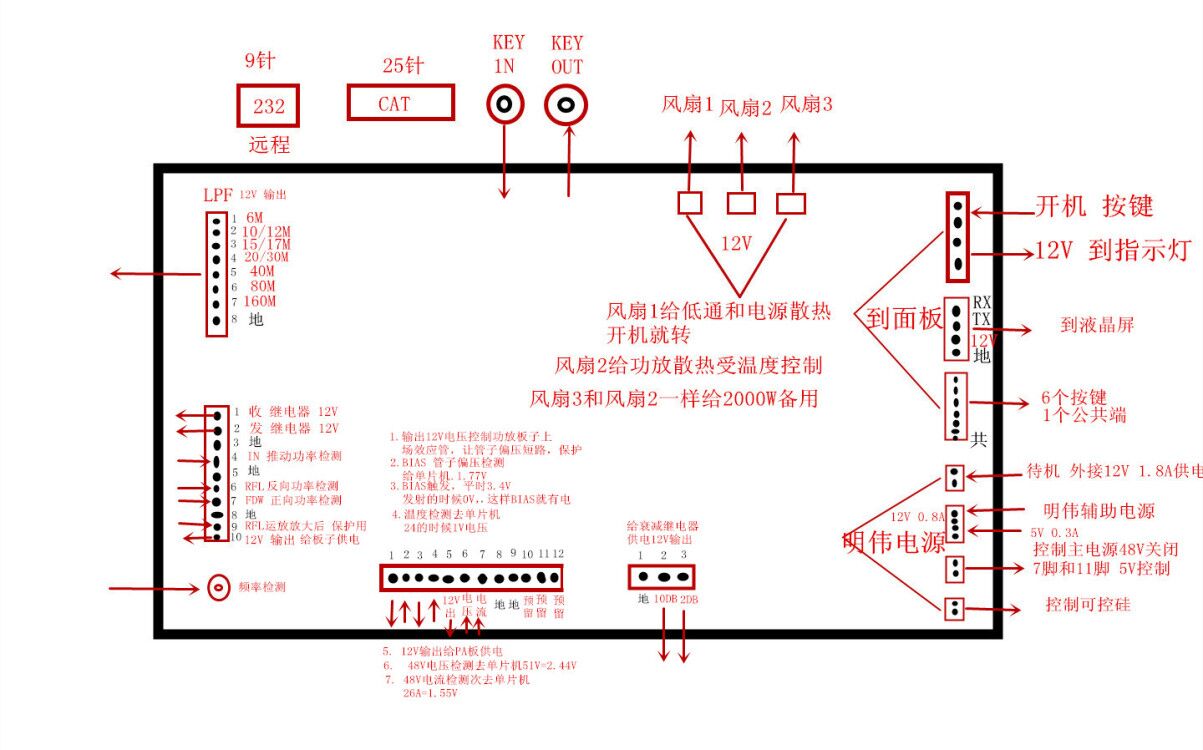 9针
232
远程
25针
CAT
KEY
1N
KEY
OUT
风扇1
风扇2
风扇3
12V
风扇1给低通和电源散热
开机就转
风扇2给功放散热受温度控制
风扇3和风扇2一样给2000W备用
LPF 12V 输出
1 6M
2 10/12M
3 15/17M
4 20/30M
5 40M
6 80M
7 160M
8 地
1 收 继电器 12V
2 发 继电器 12V
3 地
4 IN 推动功率检测
5 地
6 RFL反向功率检测
7 FDW 正向功率检测
8 地
9 RFL运放放大后 保护用
10 12V 输出 给板子供电
频率检测
1.输出12V电压控制功放板子上
场效应管，让管子偏压短路，保护
2.BIAS 管子偏压检测
给单片机.1.77V
3.BIAS触发，平时3.4V
发射的时候0V,.这样BIAS就有电
4.温度检测去单片机
24的时候1V电压
1 2 3 4 5 6 7 8 9 10 11 12
12V出 电压 电流 地 地 预留 预留 预留
5. 12V输出给PA板供电
6. 48V电压检测去单片机51V=2.44V
7. 48V电流检测次去单片机
26A=1.55V
给衰减继电器
供电12V输出
1 2 3
地 10DB 2DB
开机 按键
12V 到指示灯
到面板
RX
TX
12V
地
到液晶屏
6个按键
1个公共端
共
待机 外接12V 1.8A供电
明伟电源
12V 0.8A
明伟辅助电源
5V 0.3A
控制主电源48V关闭
7脚和11脚 5V控制
控制可控硅